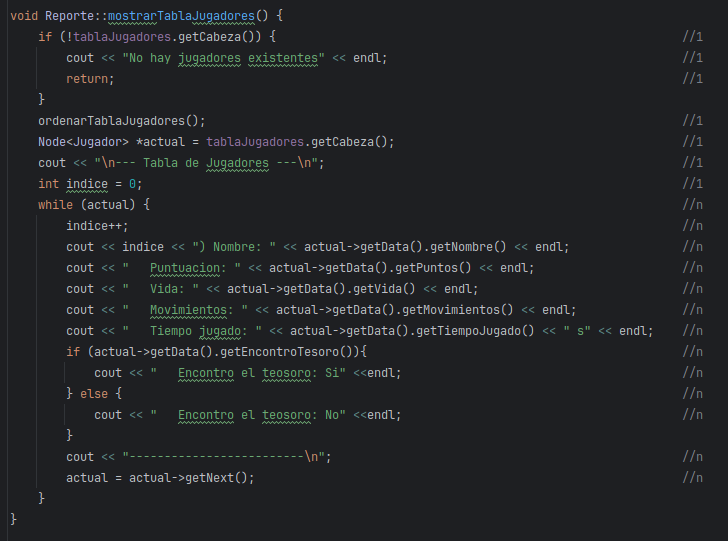 void Reporte::mostrarTablaJugadores() {
    if (!tablaJugadores.getCabeza()) {                                                         //1
        cout << "No hay jugadores existentes" << endl;                                         //1
        return;                                                                                //1
    }
    ordenarTablaJugadores();                                                                   //1
    Node<Jugador> *actual = tablaJugadores.getCabeza();                                        //1
    cout << "\n--- Tabla de Jugadores ---\n";                                                  //1
    int indice = 0;                                                                            //1
    while (actual) {                                                                           //n
        indice++;                                                                              //n
        cout << indice << ") Nombre: " << actual->getData().getNombre() << endl;               //n
        cout << "   Puntuacion: " << actual->getData().getPuntos() << endl;                    //n
        cout << "   Vida: " << actual->getData().getVida() << endl;                            //n
        cout << "   Movimientos: " << actual->getData().getMovimientos() << endl;              //n
        cout << "   Tiempo jugado: " << actual->getData().getTiempoJugado() << " s" << endl;    //n
        if (actual->getData().getEncontroTesoro()){                                            //n
            cout << "   Encontro el teosoro: Si" <<endl;                                       //n
        } else {                                                                               //n
            cout << "   Encontro el teosoro: No" <<endl;                                       //n
        }
        cout << "-------------------------\n";                                                 //n
        actual = actual->getNext();                                                            //n
    }
}